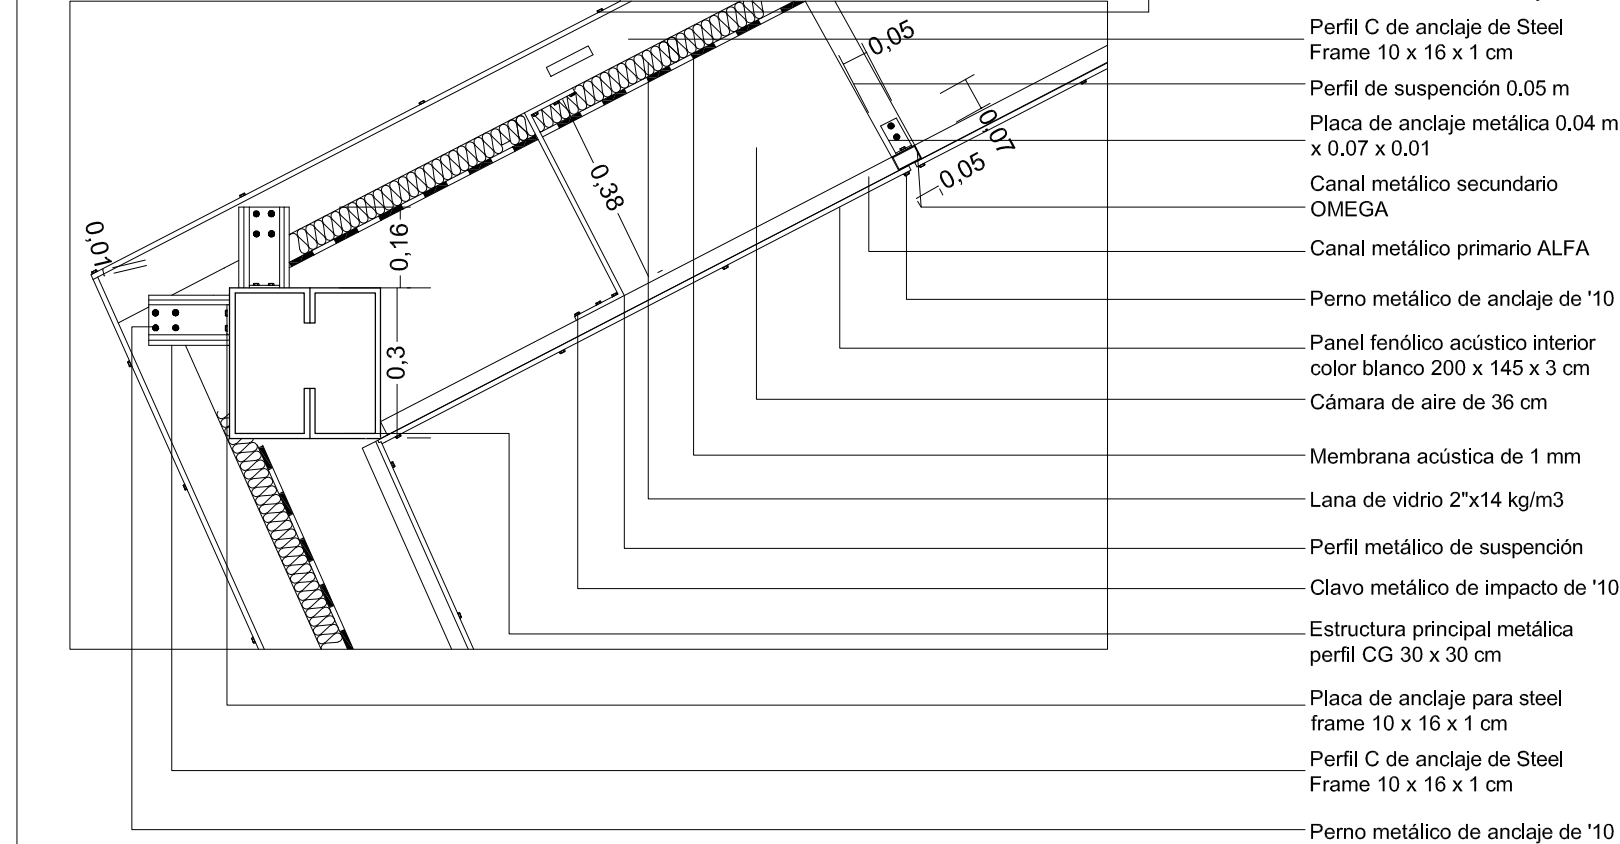 Perfil C de anclaje de Steel
Frame 10 x 16 x 1 cm
Perfil de suspención 0.05 m
Placa de anclaje metálica 0.04 m
x 0.07 x 0.01
Canal metálico secundario
OMEGA
Canal metálico primario ALFA
Perno metálico de anclaje de '10
Panel fenólico acústico interior
color blanco 200 x 145 x 3 cm
Cámara de aire de 36 cm
Membrana acústica de 1 mm
Lana de vidrio 2"x14 kg/m3
Perfil metálico de suspención
Clavo metálico de impacto de '10
Estructura principal metálica
perfil CG 30 x 30 cm
Placa de anclaje para steel
frame 10 x 16 x 1 cm
Perfil C de anclaje de Steel
Frame 10 x 16 x 1 cm
Perno metálico de anclaje de '10
0,05
0,07
0,05
0,38
0,16
0,01
0,3